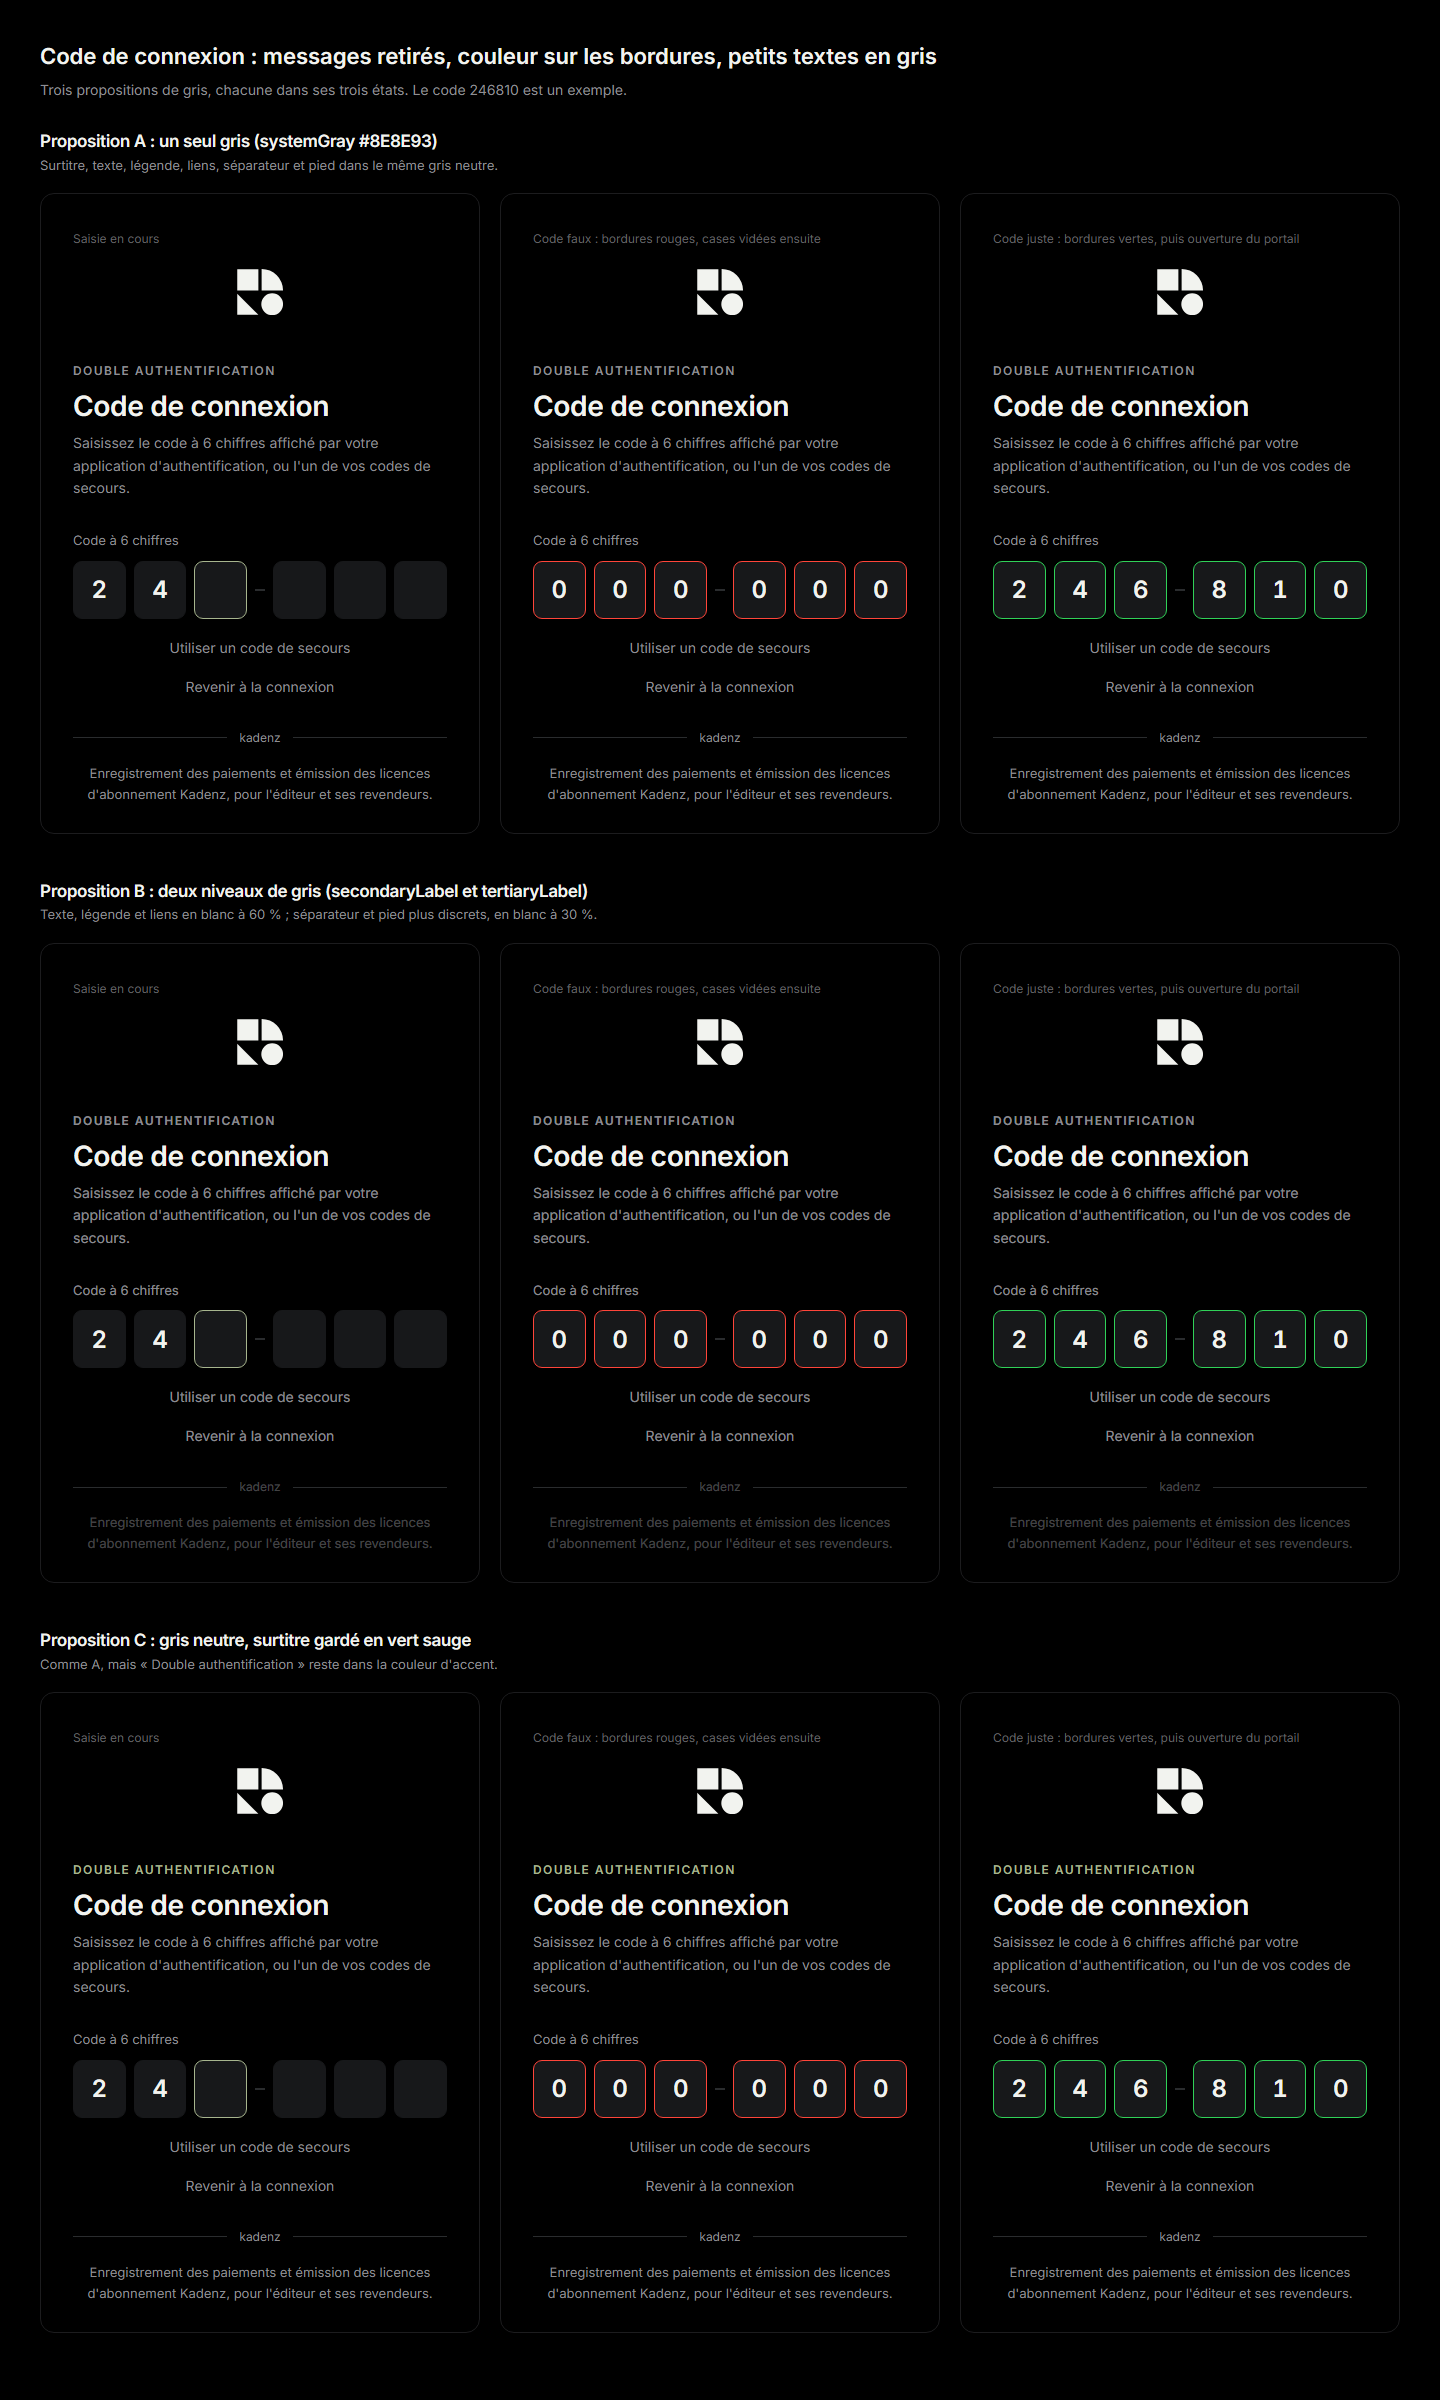 Code de connexion : messages retirés, couleur sur les bordures, petits textes en gris
Trois propositions de gris, chacune dans ses trois états. Le code 246810 est un exemple.
Proposition A : un seul gris (systemGray #8E8E93)
Surtitre, texte, légende, liens, séparateur et pied dans le même gris neutre.
Saisie en cours
DOUBLE AUTHENTIFICATION
Code de connexion
Saisissez le code à 6 chiffres affiché par votre
application d'authentification, ou l'un de vos codes de
secours.
Code à 6 chiffres
2 4 –
Utiliser un code de secours
Revenir à la connexion
kadenz
Enregistrement des paiements et émission des licences
d'abonnement Kadenz, pour l'éditeur et ses revendeurs.
Code faux : bordures rouges, cases vidées ensuite
DOUBLE AUTHENTIFICATION
Code de connexion
Saisissez le code à 6 chiffres affiché par votre
application d'authentification, ou l'un de vos codes de
secours.
Code à 6 chiffres
0 0 0 – 0 0 0
Utiliser un code de secours
Revenir à la connexion
kadenz
Enregistrement des paiements et émission des licences
d'abonnement Kadenz, pour l'éditeur et ses revendeurs.
Code juste : bordures vertes, puis ouverture du portail
DOUBLE AUTHENTIFICATION
Code de connexion
Saisissez le code à 6 chiffres affiché par votre
application d'authentification, ou l'un de vos codes de
secours.
Code à 6 chiffres
2 4 6 – 8 1 0
Utiliser un code de secours
Revenir à la connexion
kadenz
Enregistrement des paiements et émission des licences
d'abonnement Kadenz, pour l'éditeur et ses revendeurs.
Proposition B : deux niveaux de gris (secondaryLabel et tertiaryLabel)
Texte, légende et liens en blanc à 60 % ; séparateur et pied plus discrets, en blanc à 30 %.
Saisie en cours
DOUBLE AUTHENTIFICATION
Code de connexion
Saisissez le code à 6 chiffres affiché par votre
application d'authentification, ou l'un de vos codes de
secours.
Code à 6 chiffres
2 4 –
Utiliser un code de secours
Revenir à la connexion
kadenz
Enregistrement des paiements et émission des licences
d'abonnement Kadenz, pour l'éditeur et ses revendeurs.
Code faux : bordures rouges, cases vidées ensuite
DOUBLE AUTHENTIFICATION
Code de connexion
Saisissez le code à 6 chiffres affiché par votre
application d'authentification, ou l'un de vos codes de
secours.
Code à 6 chiffres
0 0 0 – 0 0 0
Utiliser un code de secours
Revenir à la connexion
kadenz
Enregistrement des paiements et émission des licences
d'abonnement Kadenz, pour l'éditeur et ses revendeurs.
Code juste : bordures vertes, puis ouverture du portail
DOUBLE AUTHENTIFICATION
Code de connexion
Saisissez le code à 6 chiffres affiché par votre
application d'authentification, ou l'un de vos codes de
secours.
Code à 6 chiffres
2 4 6 – 8 1 0
Utiliser un code de secours
Revenir à la connexion
kadenz
Enregistrement des paiements et émission des licences
d'abonnement Kadenz, pour l'éditeur et ses revendeurs.
Proposition C : gris neutre, surtitre gardé en vert sauge
Comme A, mais « Double authentification » reste dans la couleur d'accent.
Saisie en cours
DOUBLE AUTHENTIFICATION
Code de connexion
Saisissez le code à 6 chiffres affiché par votre
application d'authentification, ou l'un de vos codes de
secours.
Code à 6 chiffres
2 4 –
Utiliser un code de secours
Revenir à la connexion
kadenz
Enregistrement des paiements et émission des licences
d'abonnement Kadenz, pour l'éditeur et ses revendeurs.
Code faux : bordures rouges, cases vidées ensuite
DOUBLE AUTHENTIFICATION
Code de connexion
Saisissez le code à 6 chiffres affiché par votre
application d'authentification, ou l'un de vos codes de
secours.
Code à 6 chiffres
0 0 0 – 0 0 0
Utiliser un code de secours
Revenir à la connexion
kadenz
Enregistrement des paiements et émission des licences
d'abonnement Kadenz, pour l'éditeur et ses revendeurs.
Code juste : bordures vertes, puis ouverture du portail
DOUBLE AUTHENTIFICATION
Code de connexion
Saisissez le code à 6 chiffres affiché par votre
application d'authentification, ou l'un de vos codes de
secours.
Code à 6 chiffres
2 4 6 – 8 1 0
Utiliser un code de secours
Revenir à la connexion
kadenz
Enregistrement des paiements et émission des licences
d'abonnement Kadenz, pour l'éditeur et ses revendeurs.